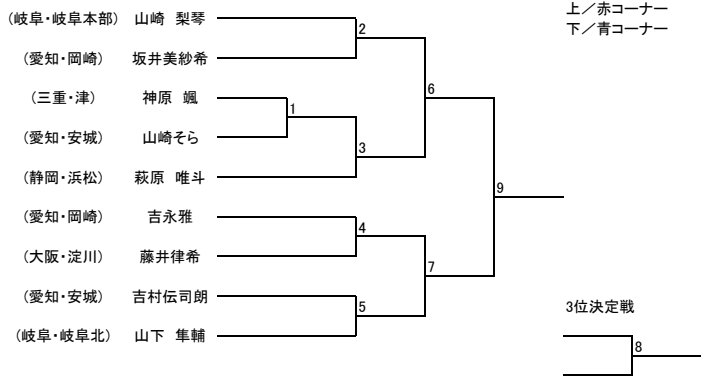 上／赤コーナー
下／青コーナー
(岐阜・岐阜本部) 山崎 梨琴
2
(愛知・岡崎) 坂井美紗希
6
(三重・津) 神原 颯
1
(愛知・安城) 山崎そら
3
(静岡・浜松) 萩原 唯斗
9
(愛知・岡崎) 吉永雅
4
(大阪・淀川) 藤井律希
7
(愛知・安城) 吉村伝司朗
5
(岐阜・岐阜北) 山下 隼輔
3位決定戦
8